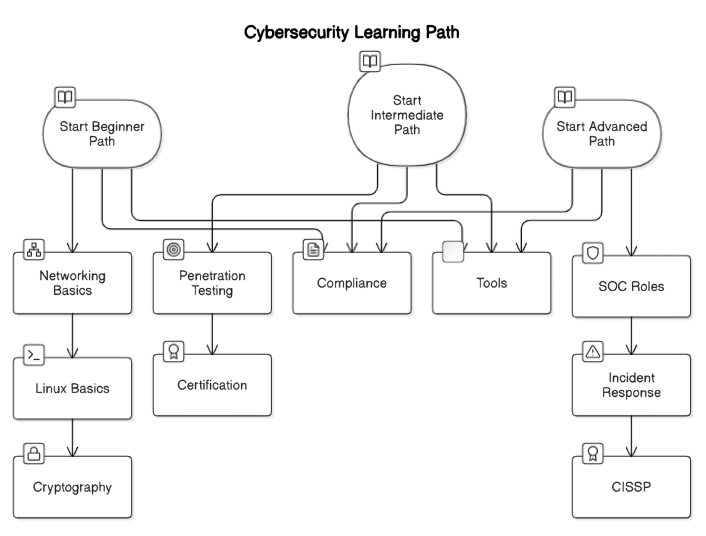 Cybersecurity Learning Path
Start Beginner
Path
Start
Intermediate
Path
Start Advanced
Path
Networking
Basics
Penetration
Testing
Compliance
Tools
SOC Roles
Linux Basics
Certification
Incident
Response
Cryptography
CISSP